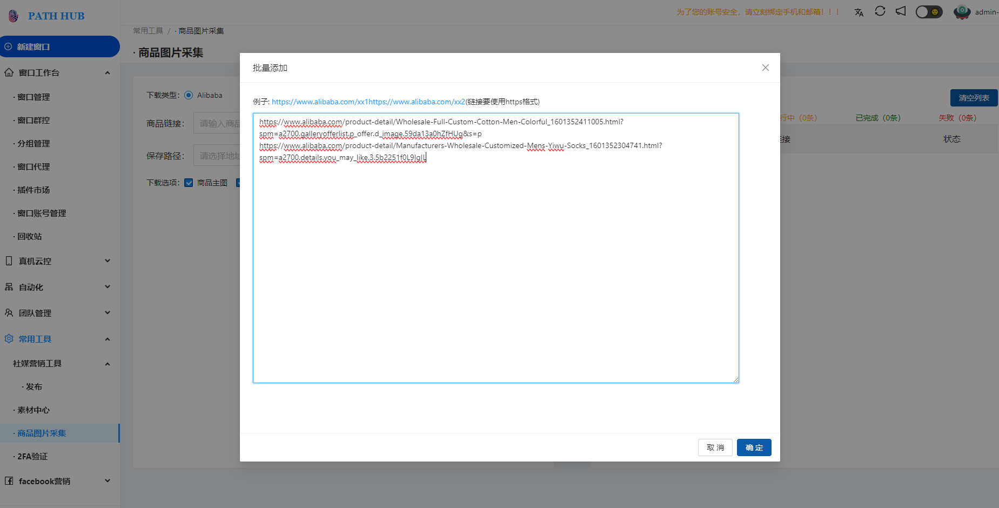 PATH HUB
为了您的账号安全，请立刻绑定手机和邮箱！！！
admin-
新建窗口
窗口工作台
· 窗口管理
· 窗口群控
· 分组管理
· 窗口代理
· 插件市场
· 窗口账号管理
· 回收站
真机云控
自动化
团队管理
常用工具
社媒营销工具
· 发布
· 素材中心
· 商品图片采集
· 2FA验证
facebook营销
常用工具 / · 商品图片采集
· 商品图片采集
下载类型： Alibaba
商品链接： 请输入商品
保存路径： 请选择地址
下载选项： 商品主图
清空列表
行中（0条） 已完成（0条） 失败（0条）
接 状态
批量添加
例子: https://www.alibaba.com/xx1https://www.alibaba.com/xx2(链接要使用https格式)
https://www.alibaba.com/product-detail/Wholesale-Full-Custom-Cotton-Men-Colorful_1601352411005.html?
spm=a2700.galleryofferlist.p_offer.d_image.59da13a0hZfHUg&s=p
https://www.alibaba.com/product-detail/Manufacturers-Wholesale-Customized-Mens-Yiwu-Socks_1601352304741.html?
spm=a2700.details.you_may_like.3.5b2251f0L9IgIL
取 消
确 定